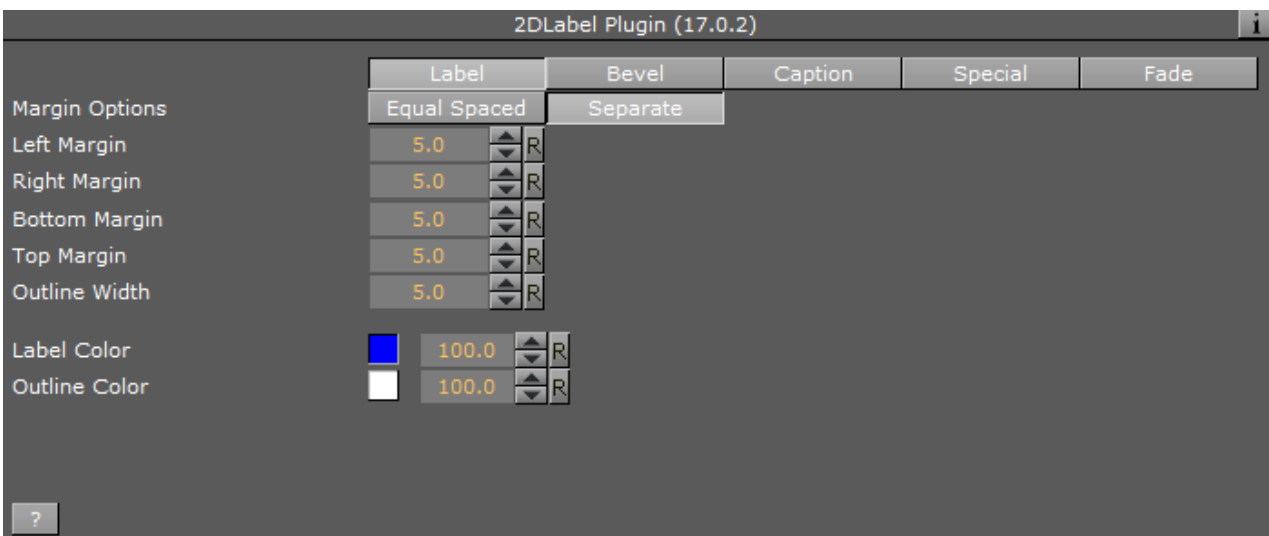 2DLabel Plugin (17.0.2) i
Label Bevel Caption Special Fade
Margin Options Equal Spaced Separate
Left Margin 5.0 R
Right Margin 5.0 R
Bottom Margin 5.0 R
Top Margin 5.0 R
Outline Width 5.0 R
Label Color 100.0 R
Outline Color 100.0 R
?